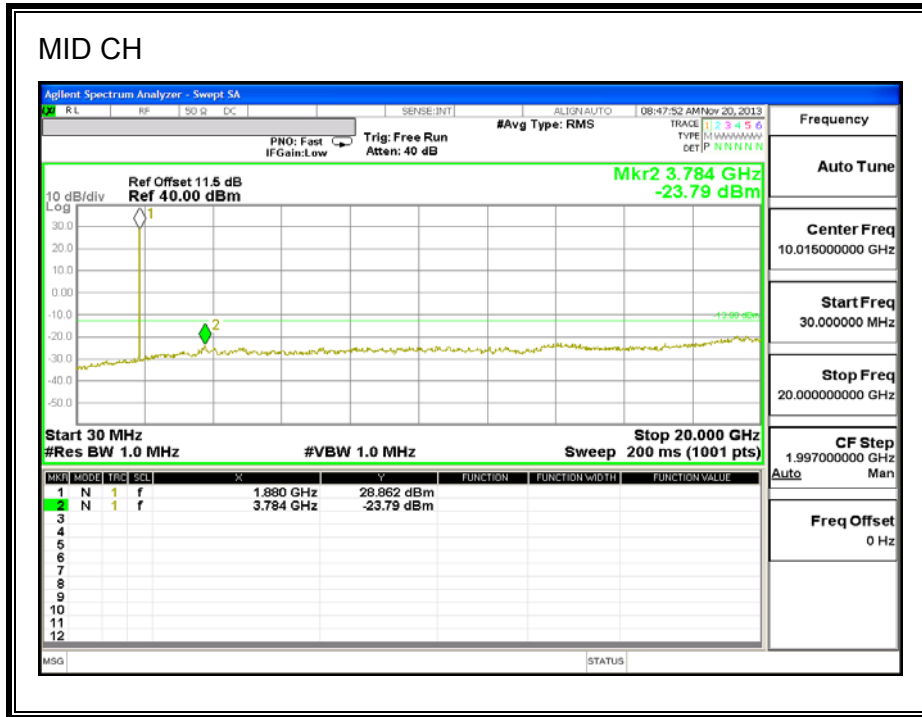 MID CH
Agilent Spectrum Analyzer - Swept SA
RL RF 50 Ω DC SENSE:INT ALIGNAUTO 08:47:52 AM Nov 20, 2013
#Avg Type: RMS
TRACE 1 2 3 4 5 6
PNO: Fast Trig: Free Run
TYPE M WWWWW
IFGain:Low Atten: 40 dB
DET P N N N N N
Mkr2 3.784 GHz
-23.79 dBm
Ref Offset 11.5 dB
10 dB/div Ref 40.00 dBm
Log
1
30.0
20.0
10.0
0.00
-10.0
-13.00 dBm
2
-20.0
-30.0
-40.0
-50.0
Start 30 MHz Stop 20.000 GHz
#Res BW 1.0 MHz #VBW 1.0 MHz Sweep 200 ms (1001 pts)
MKR MODE TRC SCL X Y FUNCTION FUNCTION WIDTH FUNCTION VALUE
1 N 1 f 1.880 GHz 28.862 dBm
2 N 1 f 3.784 GHz -23.79 dBm
3
4
5
6
7
8
9
10
11
12
MSG STATUS
Frequency
Auto Tune
Center Freq
10.015000000 GHz
Start Freq
30.000000 MHz
Stop Freq
20.000000000 GHz
CF Step
1.997000000 GHz
Auto Man
Freq Offset
0 Hz